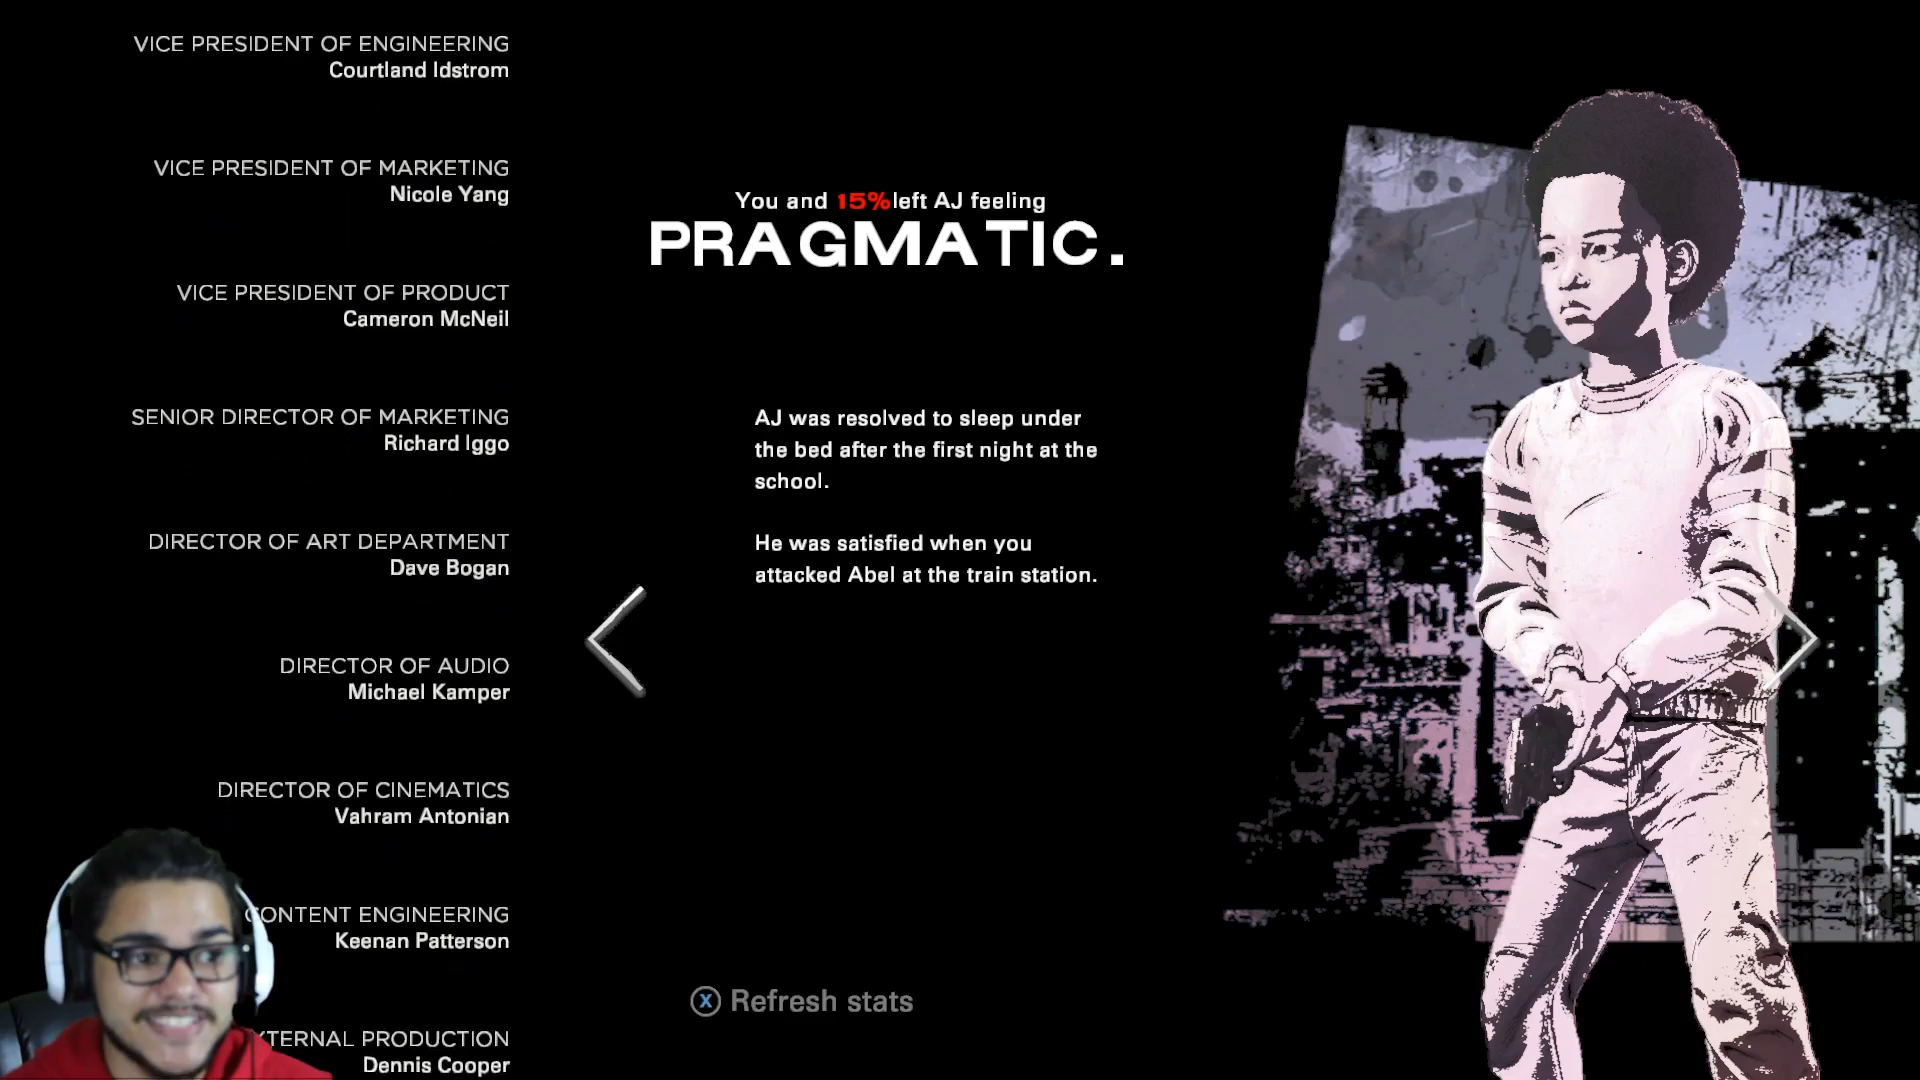 VICE PRESIDENT OF ENGINEERING
Courtland Idstrom
VICE PRESIDENT OF MARKETING
Nicole Yang
VICE PRESIDENT OF PRODUCT
Cameron McNeil
SENIOR DIRECTOR OF MARKETING
Richard Iggo
DIRECTOR OF ART DEPARTMENT
Dave Bogan
DIRECTOR OF AUDIO
Michael Kamper
DIRECTOR OF CINEMATICS
Vahram Antonian
CONTENT ENGINEERING
Keenan Patterson
XTERNAL PRODUCTION
Dennis Cooper
You and 15% left AJ feeling
PRAGMATIC.
AJ was resolved to sleep under
the bed after the first night at the
school.
He was satisfied when you
attacked Abel at the train station.
X Refresh stats